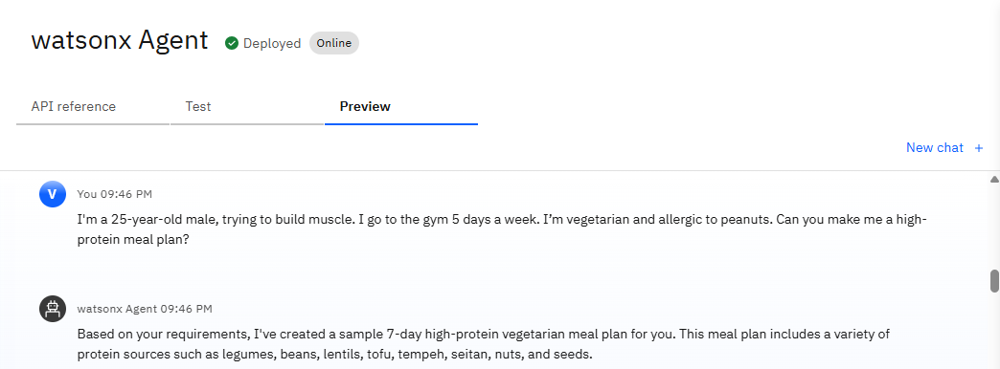 watsonx Agent Deployed Online
API reference Test Preview
New chat +
V You 09:46 PM
I'm a 25-year-old male, trying to build muscle. I go to the gym 5 days a week. I’m vegetarian and allergic to peanuts. Can you make me a high-
protein meal plan?
watsonx Agent 09:46 PM
Based on your requirements, I've created a sample 7-day high-protein vegetarian meal plan for you. This meal plan includes a variety of
protein sources such as legumes, beans, lentils, tofu, tempeh, seitan, nuts, and seeds.